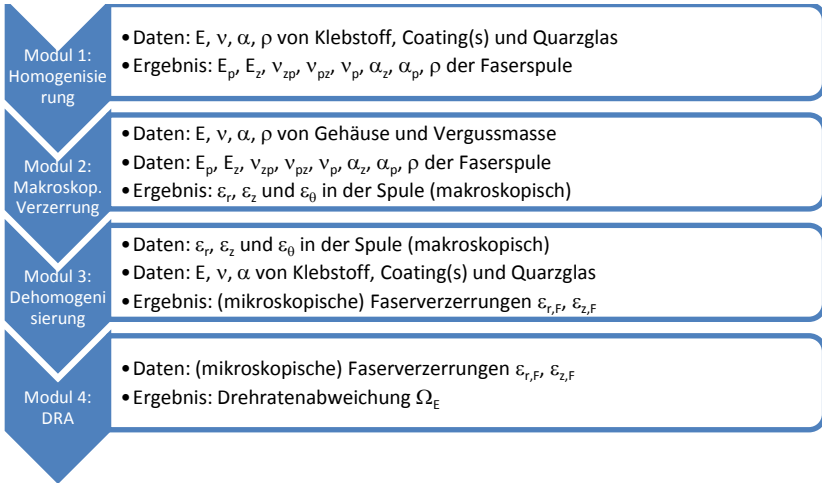 Modul 1:
Homogenisie
rung
• Daten: E, ν, α, ρ von Klebstoff, Coating(s) und Quarzglas
• Ergebnis: Ep, Ez, νzp, νpz, νp, αz, αp, ρ der Faserspule
Modul 2:
Makroskop.
Verzerrung
• Daten: E, ν, α, ρ von Gehäuse und Vergussmasse
• Daten: Ep, Ez, νzp, νpz, νp, αz, αp, ρ der Faserspule
• Ergebnis: εr, εz und εθ in der Spule (makroskopisch)
Modul 3:
Dehomogeni
sierung
• Daten: εr, εz und εθ in der Spule (makroskopisch)
• Daten: E, ν, α von Klebstoff, Coating(s) und Quarzglas
• Ergebnis: (mikroskopische) Faserverzerrungen εr,F, εz,F
Modul 4:
DRA
• Daten: (mikroskopische) Faserverzerrungen εr,F, εz,F
• Ergebnis: Drehratenabweichung ΩE